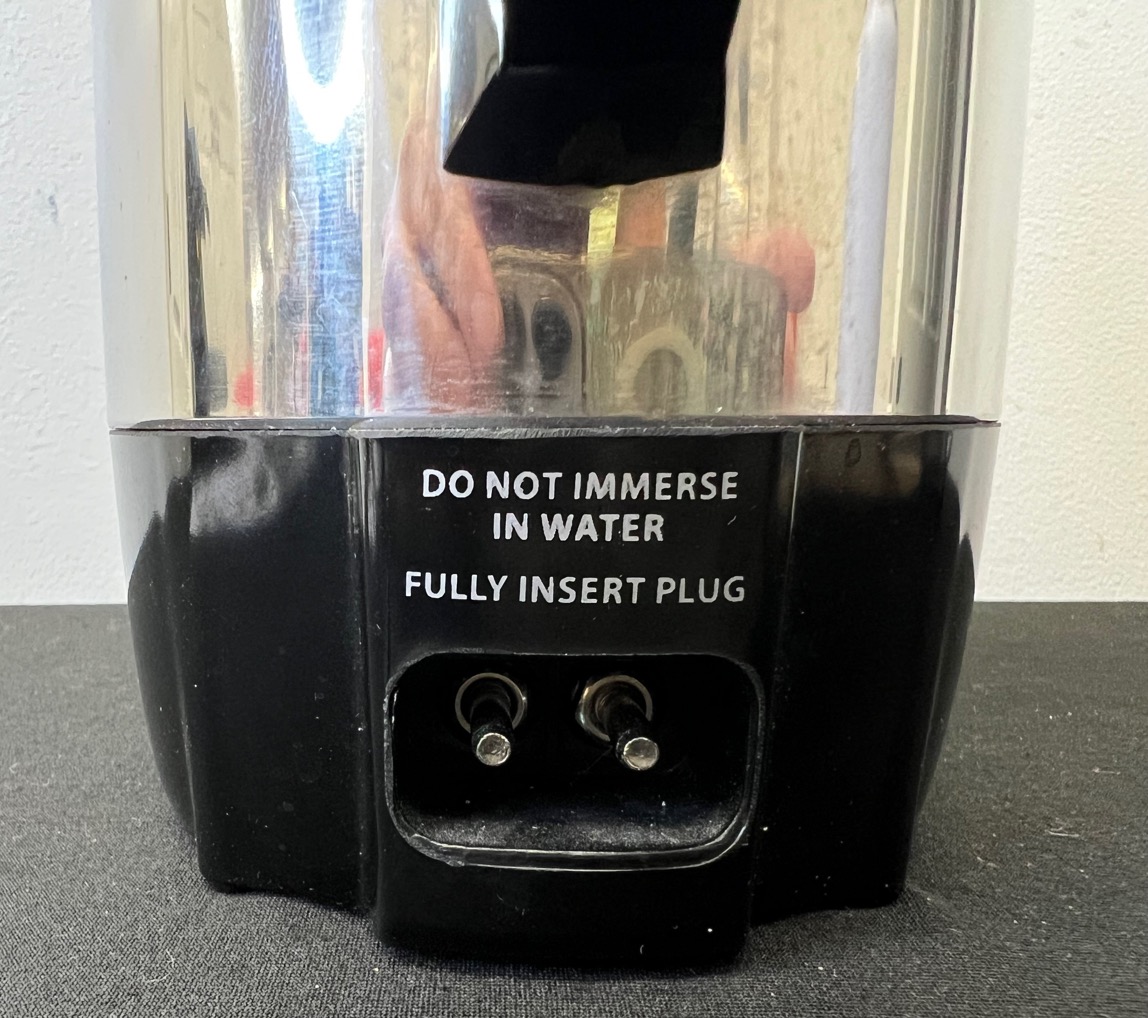 DO NOT IMMERSE
IN WATER
FULLY INSERT PLUG